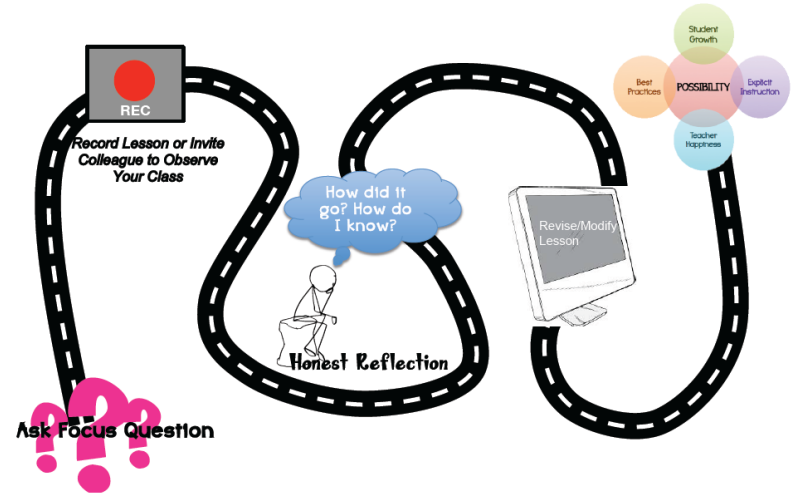 Ask Focus Question
REC
Record Lesson or Invite
Colleague to Observe
Your Class
How did it
go? How do
I know?
Honest Reflection
Revise/Modify
Lesson
Student
Growth
Best
Practices
POSSIBILITY
Explicit
Instruction
Teacher
Happiness